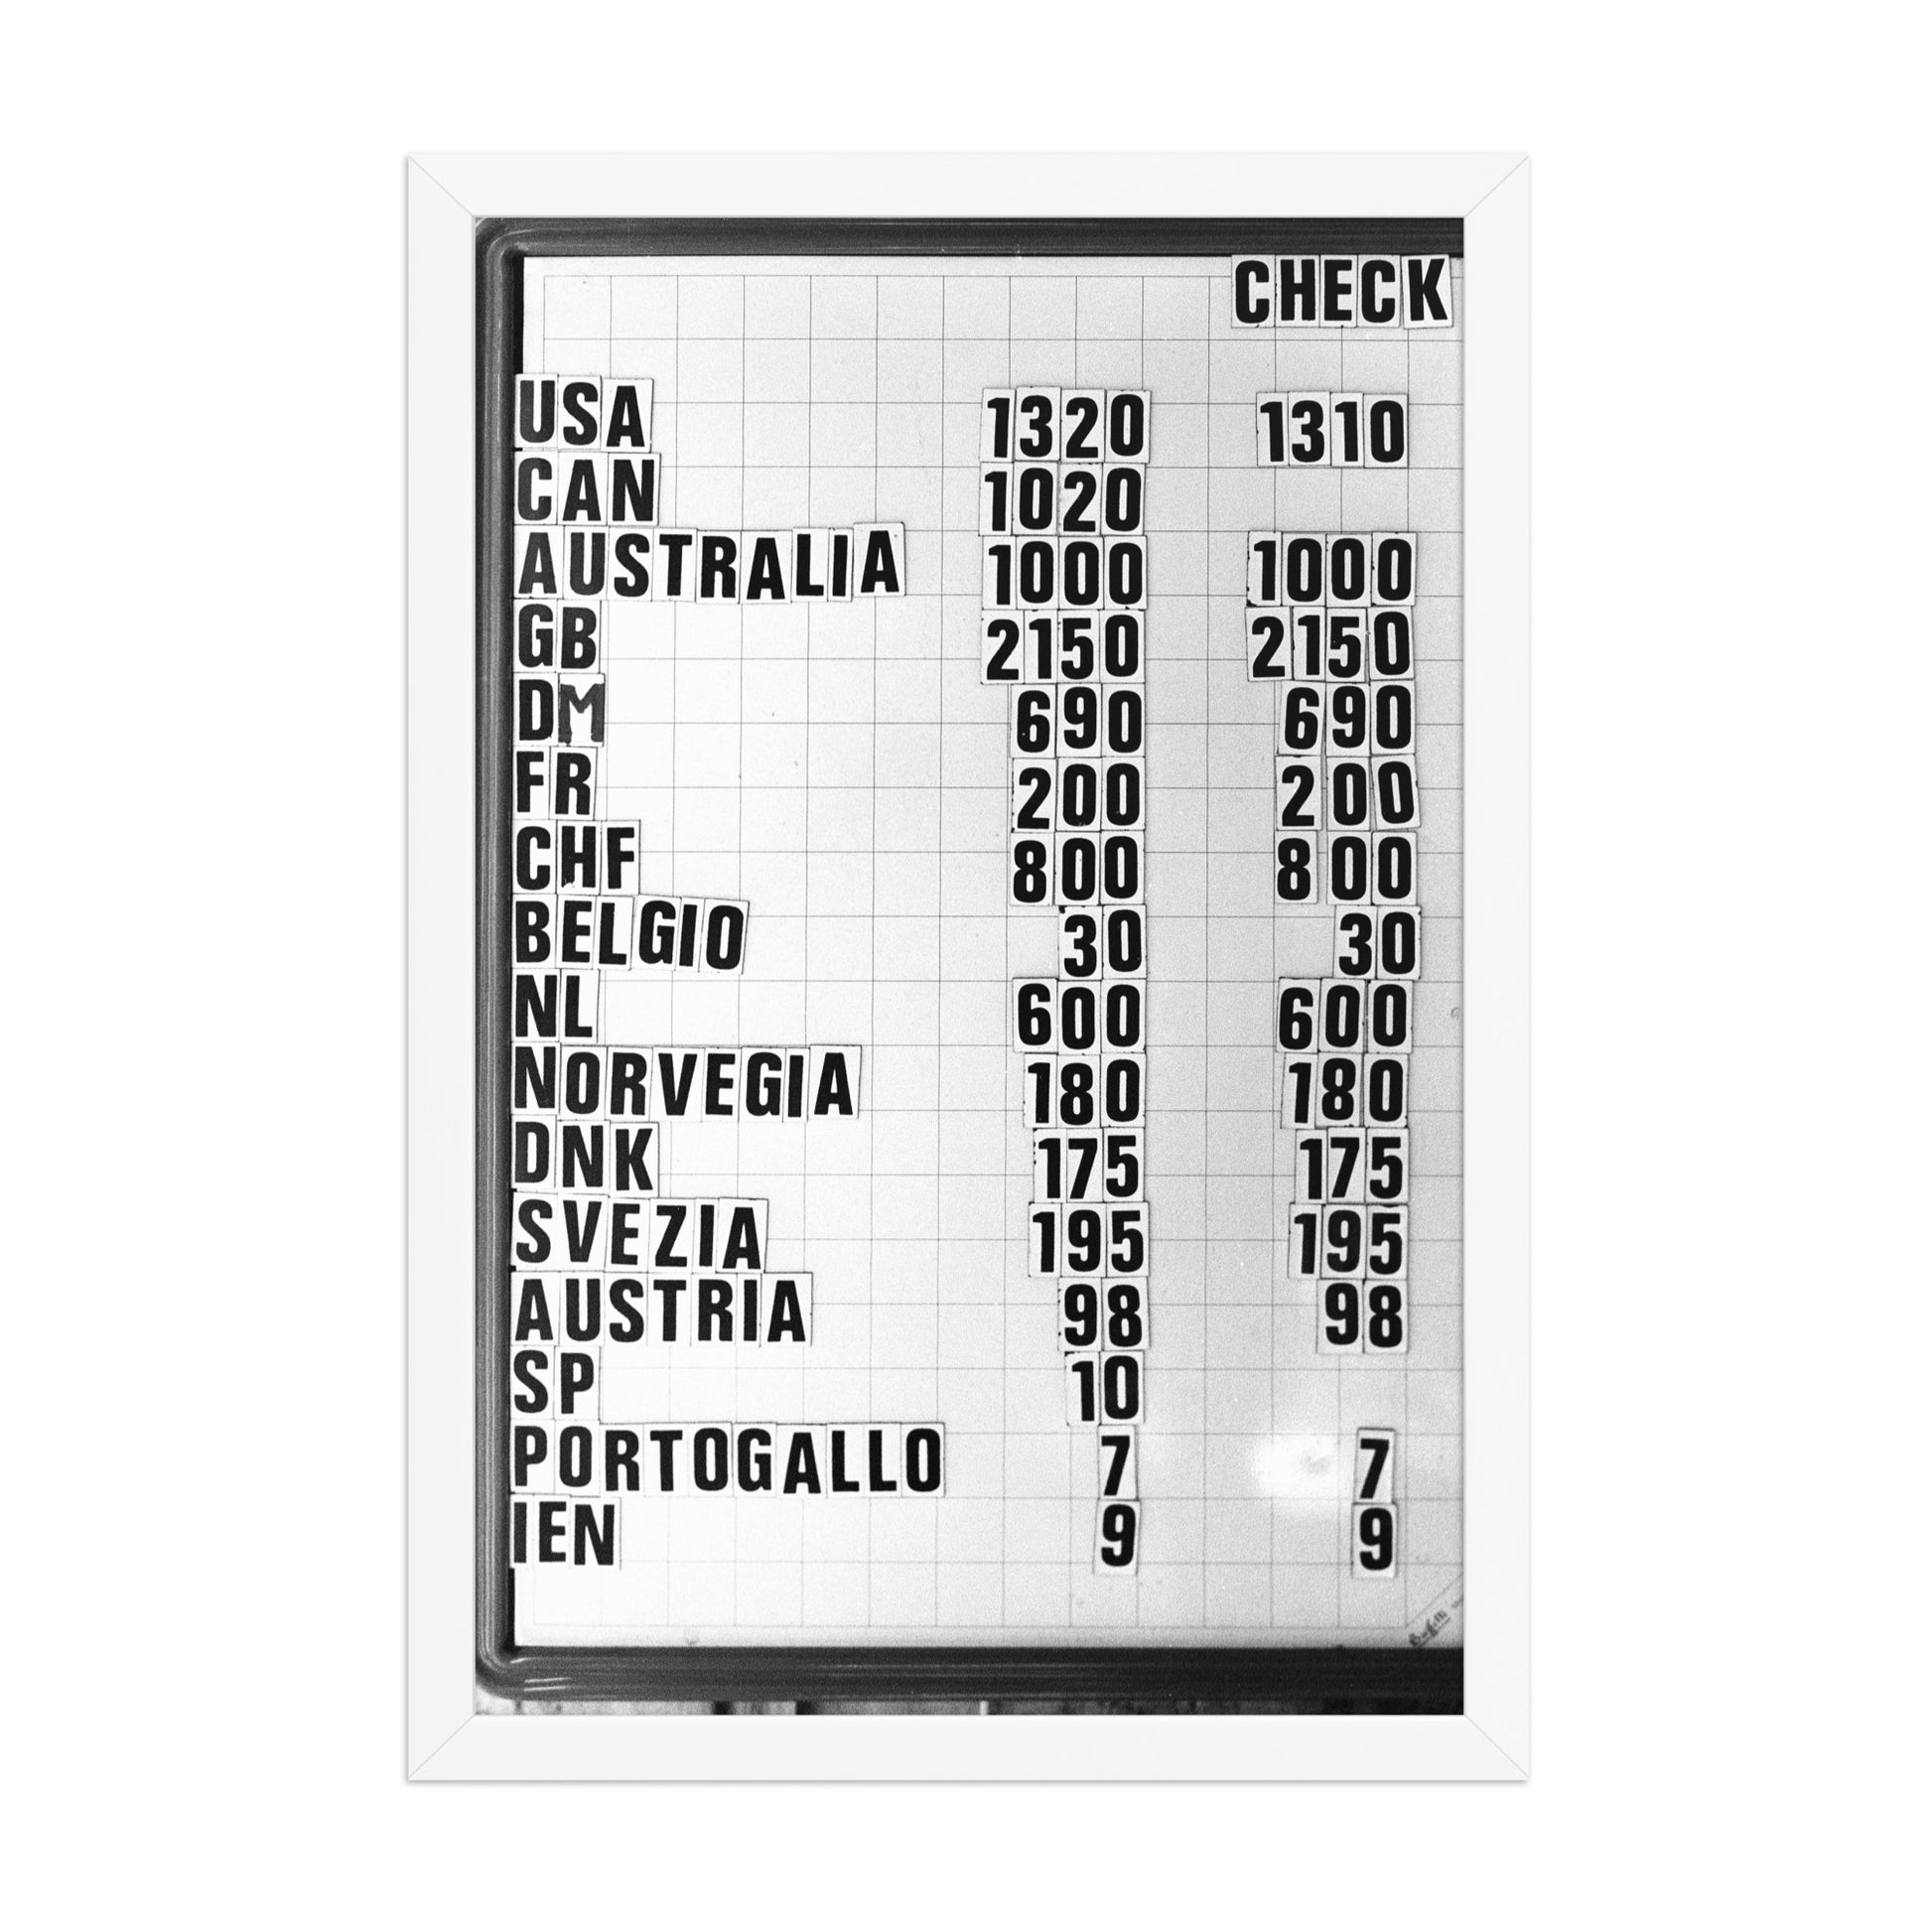 CHECK
USA 1320 1310
CAN 1020
AUSTRALIA 1000 1000
GB 2150 2150
DM 690 690
FR 200 200
CHF 800 800
BELGIO 30 30
NL 600 600
NORVEGIA 180 180
DNK 175 175
SVEZIA 195 195
AUSTRIA 98 98
SP 10
PORTOGALLO 7 7
IEN 9 9